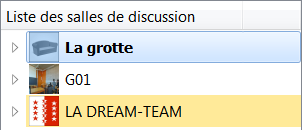 Liste des salles de discussion
La grotte
G01
LA DREAM-TEAM